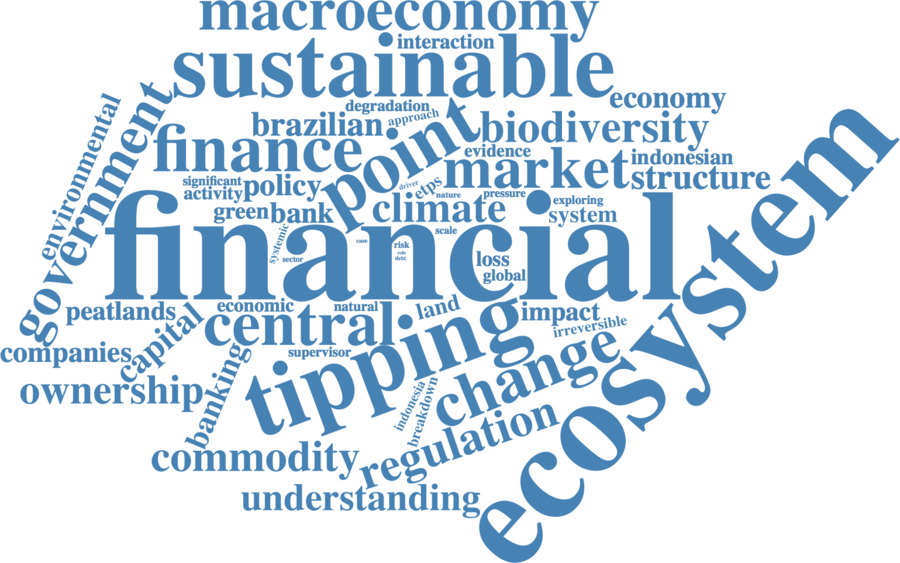 macroeconomy
interaction
sustainable
economy
degradation
approach
brazilian
point
biodiversity
environmental
government
finance
evidence
market
indonesian
structure
significant
activity
policy
driver
etps
nature
pressure
exploring
green
bank
climate
system
scale
systemic
sector
case
risk
role
debt
loss
global
financial
ecosystem
peatlands
economic
natural
land
impact
irreversible
capital
central
tipping
change
companies
supervisor
ownership
banking
indonesia
breakdown
commodity
regulation
understanding